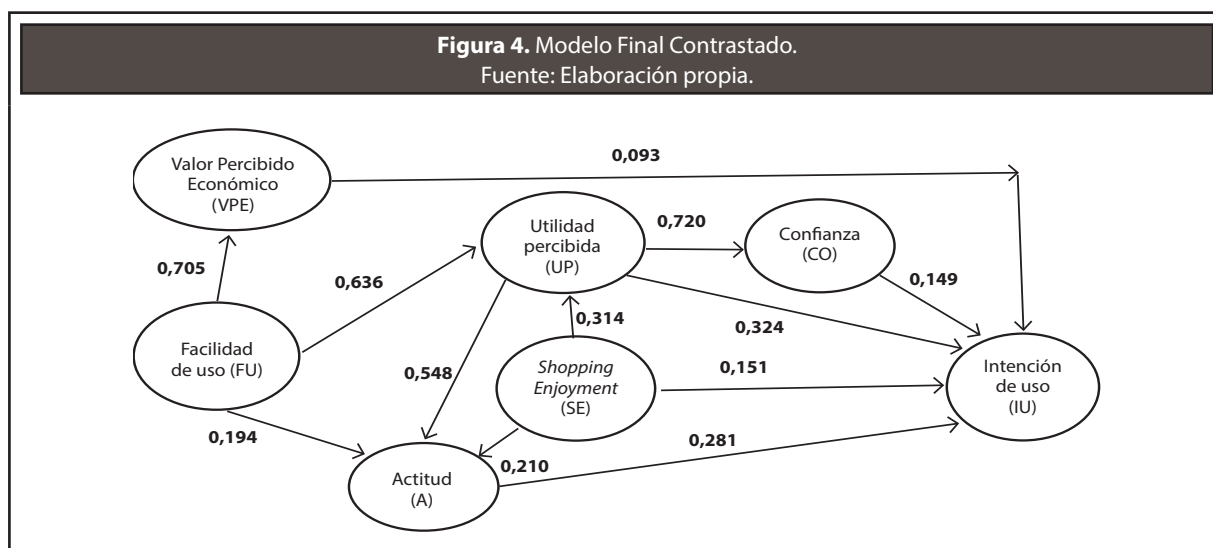 Figura 4. Modelo Final Contrastado.
Fuente: Elaboración propia.
Valor Percibido
Económico
(VPE)
0,093
Utilidad
percibida
(UP)
0,720
Confianza
(CO)
0,705
0,636
0,149
0,314
0,324
Facilidad
de uso (FU)
0,548
Shopping
Enjoyment
(SE)
0,151
Intención
de uso
(IU)
0,194
0,281
0,210
Actitud
(A)